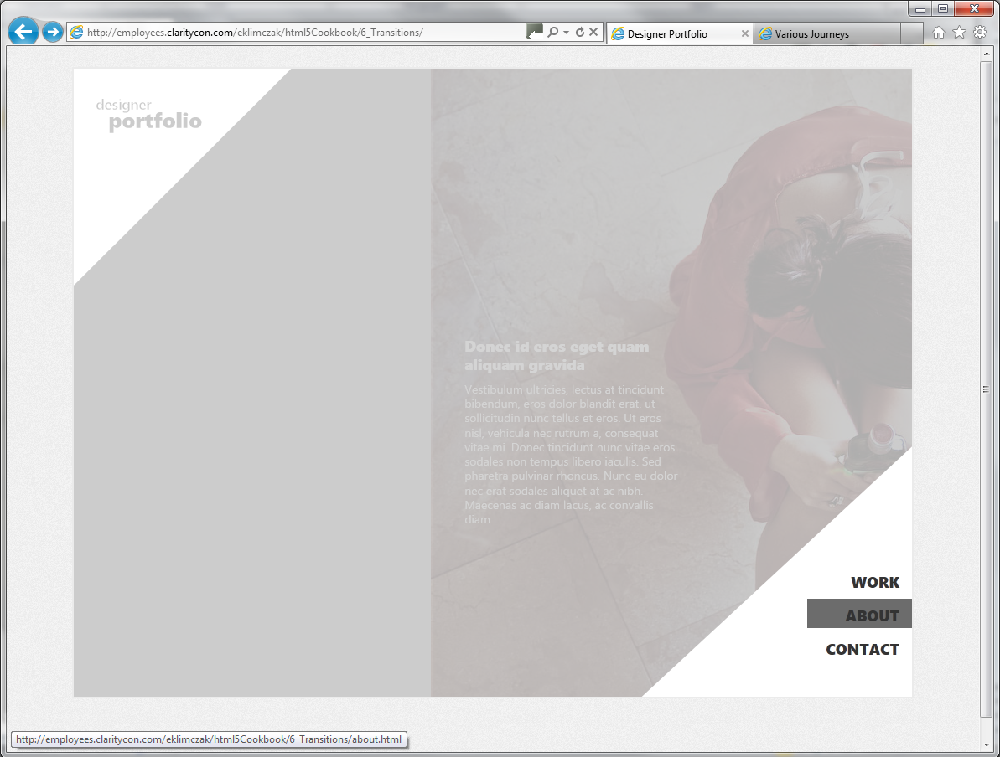 http://employees.claritycon.com/eklimczak/html5Cookbook/6_Transitions/
Designer Portfolio
Various Journeys
designer
portfolio
Donec id eros eget quam
aliquam gravida
Vestibulum ultricies, lectus at tincidunt
bibendum, eros dolor blandit erat, ut
sollicitudin nunc tellus et eros. Ut eros
nisl, vehicula nec rutrum a, consequat
vitae mi. Donec tincidunt nunc vitae eros
sodales non tempus libero iaculis. Sed
pharetra pulvinar rhoncus. Nunc eu dolor
nec erat sodales aliquet at ac nibh.
Maecenas ac diam lacus, ac convallis
diam.
WORK
ABOUT
CONTACT
http://employees.claritycon.com/eklimczak/html5Cookbook/6_Transitions/about.html